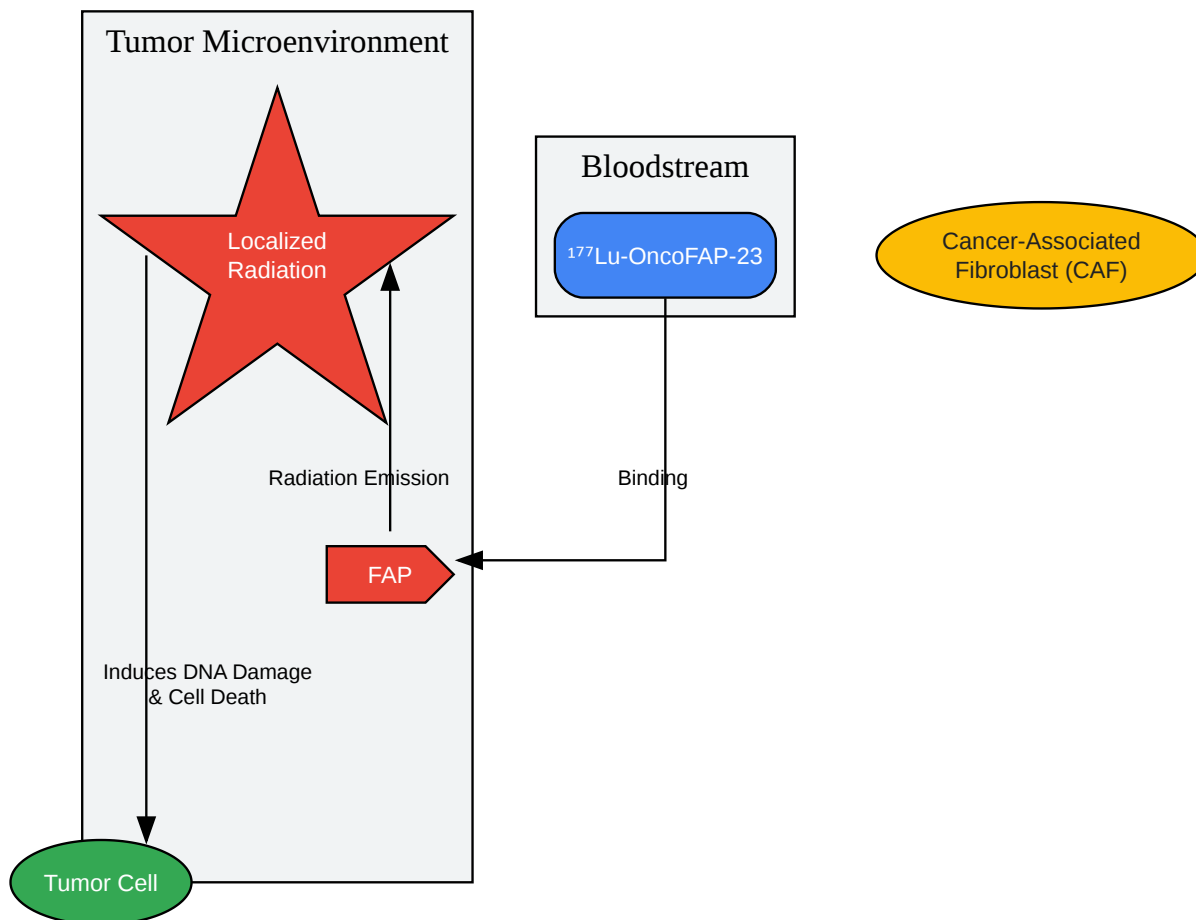 Tumor Microenvironment
Localized
Radiation
Bloodstream
¹⁷⁷Lu-OncoFAP-23
Cancer-Associated
Fibroblast (CAF)
Radiation Emission
Binding
FAP
Induces DNA Damage
& Cell Death
Tumor Cell